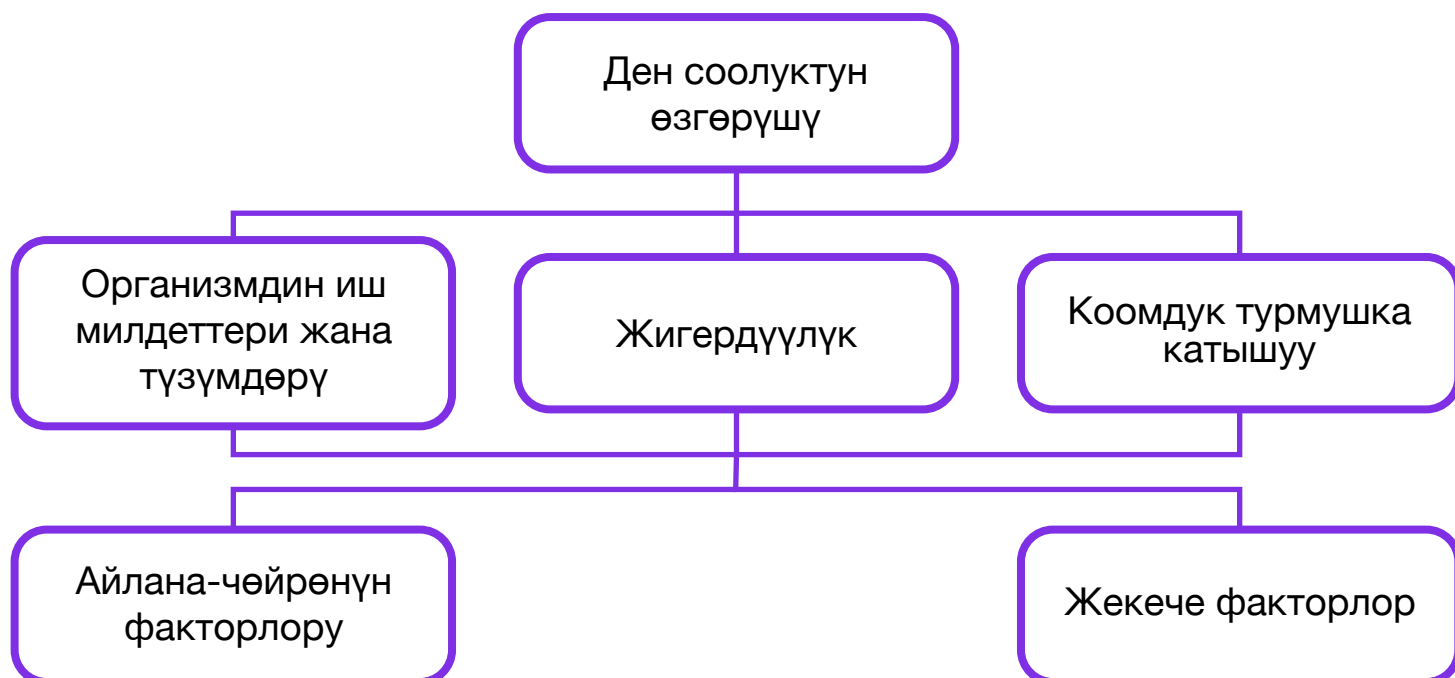 Ден соолуктун
өзгөрүшү
Организмдин иш
милдеттери жана
түзүмдөрү
Жигердүүлүк
Коомдук турмушка
катышуу
Айлана-чөйрөнүн
факторлору
Жекече факторлор